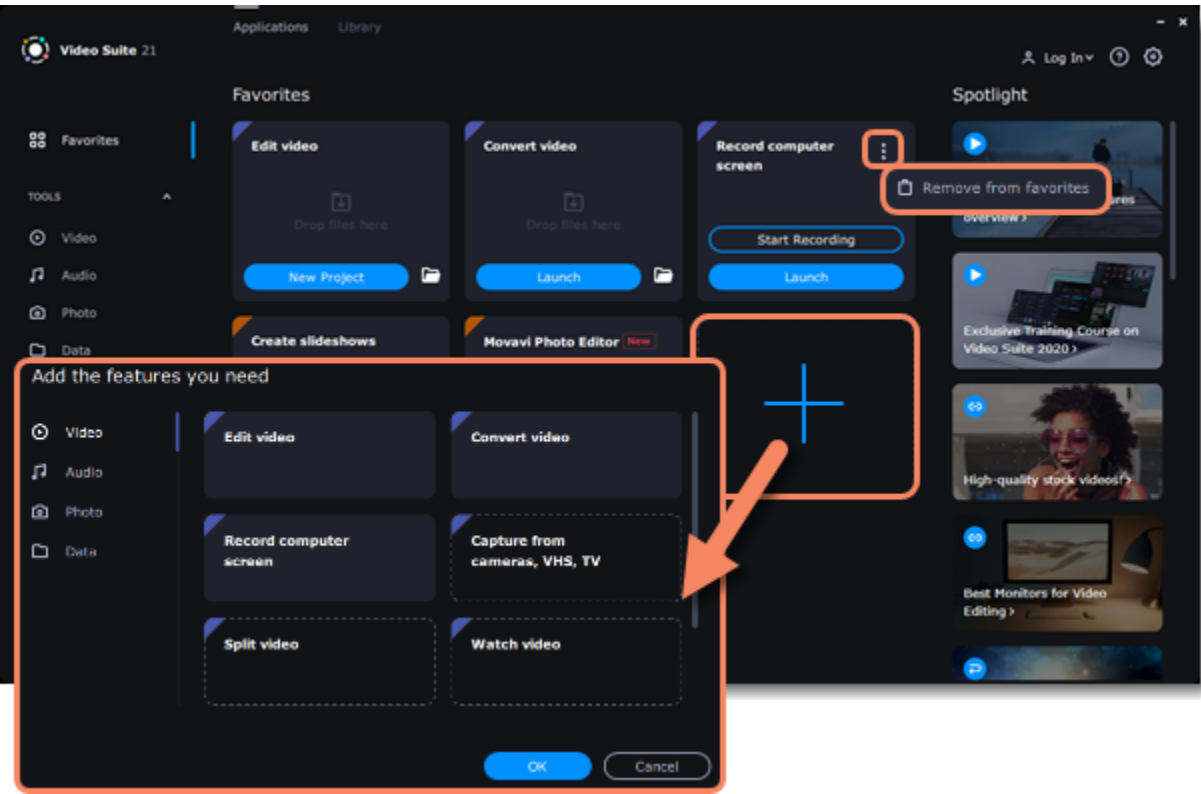 Applications Library
Video Suite 21
Log In
Favorites
Spotlight
Favorites
TOOLS
Video
Audio
Photo
Data
Edit video
Drop files here
New Project
Convert video
Drop files here
Launch
Record computer
screen
Remove from favorites
Start Recording
Launch
Create slideshows
Movavi Photo Editor New
overview >
Exclusive Training Course on
Video Suite 2020 >
High-quality stock videos! >
Best Monitors for Video
Editing >
Add the features you need
Video
Audio
Photo
Data
Edit video
Convert video
Record computer
screen
Capture from
cameras, VHS, TV
Split video
Watch video
OK
Cancel